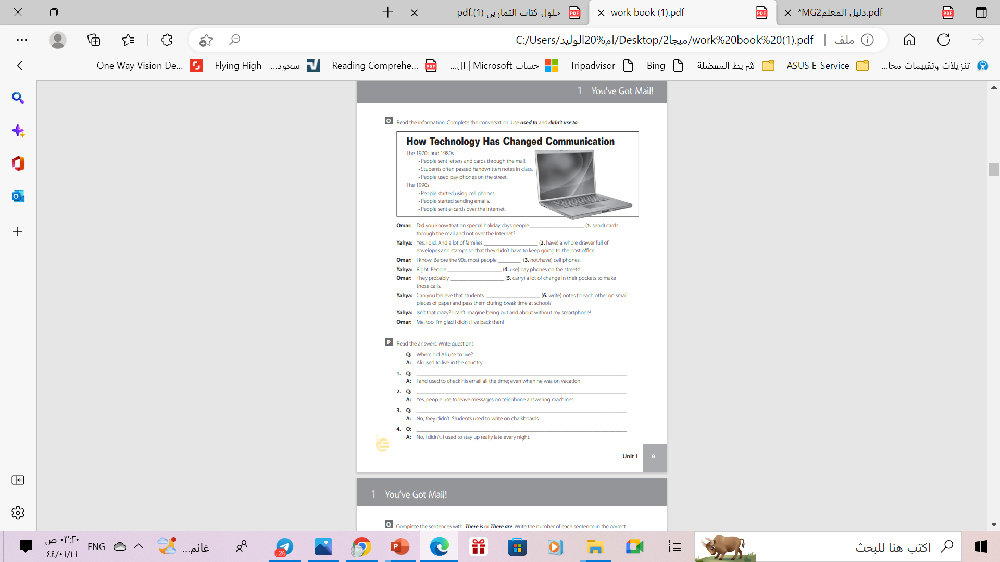 حلول كتاب التمارين (1).pdf
work book (1).pdf
*MG2دليل المعلم.pdf
C:/Users/ام%20الوليد/Desktop/ميجا2/work%20book%20(1).pdf
ملف
One Way Vision De...
Flying High - سعود...
Reading Comprehe...
حساب Microsoft | ال...
Tripadvisor
Bing
شريط المفضلة
ASUS E-Service
تنزيلات وتقييمات مجا...
1 You've Got Mail!
O Read the information. Complete the conversation. Use used to and didn't use to.
How Technology Has Changed Communication
The 1970s and 1980s
• People sent letters and cards through the mail.
• Students often passed handwritten notes in class.
• People used pay phones on the street.
The 1990s
• People started using cell phones.
• People started sending emails.
• People sent e-cards over the Internet.
Omar: Did you know that on special holiday days people ____________________ (1. send) cards
through the mail and not over the Internet?
Yahya: Yes, I did. And a lot of families ____________________ (2. have) a whole drawer full of
envelopes and stamps so that they didn't have to keep going to the post office.
Omar: I know. Before the 90s, most people ________ (3. not/have) cell phones.
Yahya: Right. People ____________________ (4. use) pay phones on the streets!
Omar: They probably ____________________ (5. carry) a lot of change in their pockets to make
those calls.
Yahya: Can you believe that students ____________________ (6. write) notes to each other on small
pieces of paper and pass them during break time at school?
Yahya: Isn't that crazy? I can't imagine being out and about without my smartphone!
Omar: Me, too. I'm glad I didn't live back then!
P Read the answers. Write questions.
Q: Where did Ali use to live?
A: Ali used to live in the country.
1. Q: ____________________
A: Fahd used to check his email all the time; even when he was on vacation.
2. Q: ____________________
A: Yes, people use to leave messages on telephone answering machines.
3. Q: ____________________
A: No, they didn't. Students used to write on chalkboards.
4. Q: ____________________
A: No, I didn't. I used to stay up really late every night.
Unit 1 9
1 You've Got Mail!
Q Complete the sentences with: There is or There are. Write the number of each sentence in the correct
٠٣:٢٠ ص
٤٤/٠٦/١٦
ENG
غائم...
26..
اكتب هنا للبحث